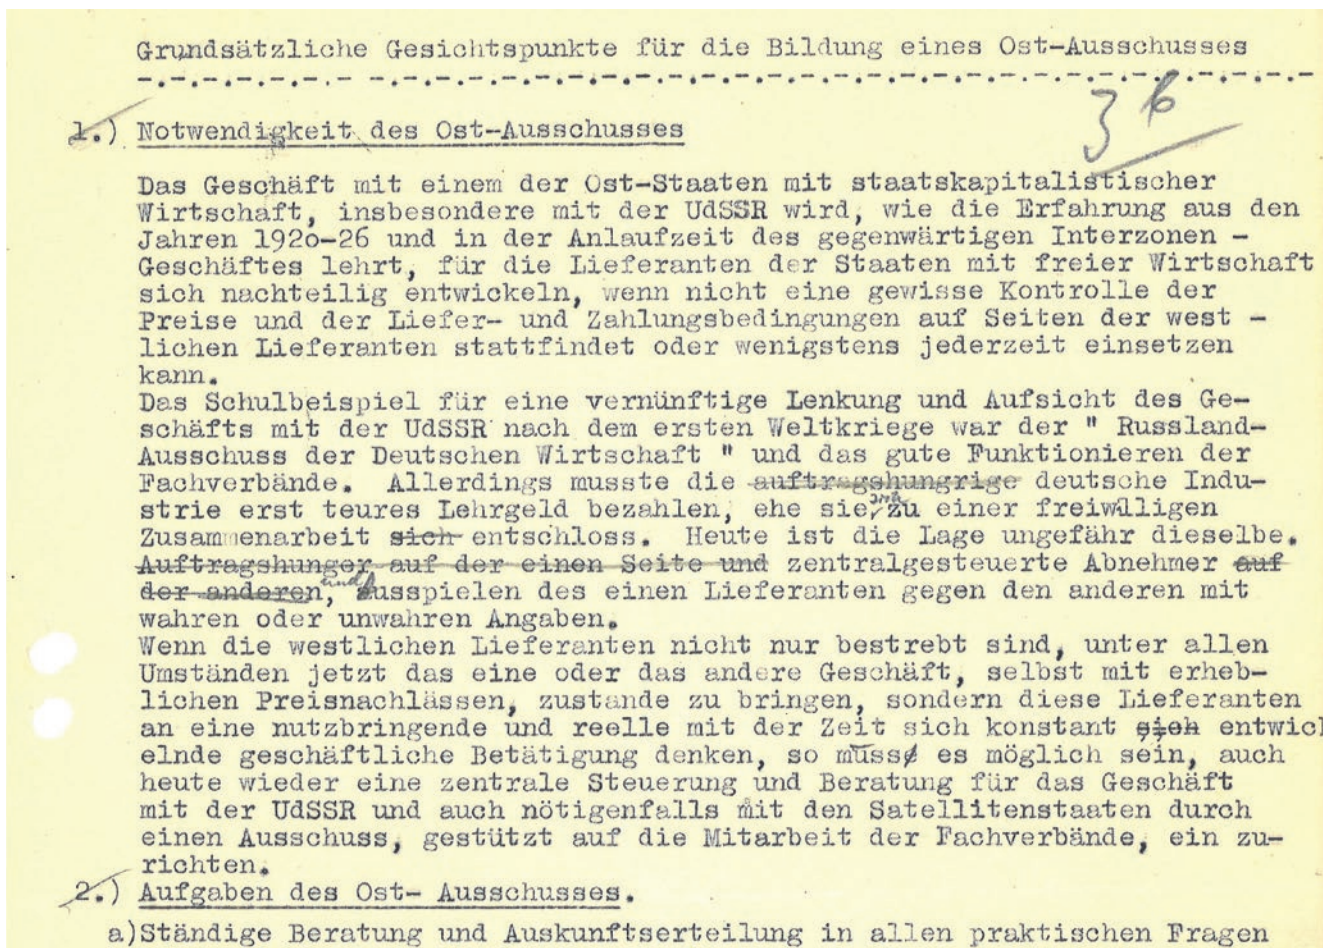 Grundsätzliche Gesichtspunkte für die Bildung eines Ost-Ausschusses
-.-.-.-.-.-.- -.-.-.-.-.-.-.-.-.-.-.-.-.-.-.-.-.-.-.-.-.-.-.-.-.-.-
3
1.) Notwendigkeit des Ost-Ausschusses
Das Geschäft mit einem der Ost-Staaten mit staatskapitalistischer
Wirtschaft, insbesondere mit der UdSSR wird, wie die Erfahrung aus den
Jahren 192o-26 und in der Anlaufzeit des gegenwärtigen Interzonen -
Geschäftes lehrt, für die Lieferanten der Staaten mit freier Wirtschaft
sich nachteilig entwickeln, wenn nicht eine gewisse Kontrolle der
Preise und der Liefer- und Zahlungsbedingungen auf Seiten der west -
lichen Lieferanten stattfindet oder wenigstens jederzeit einsetzen
kann.
Das Schulbeispiel für eine vernünftige Lenkung und Aufsicht des Ge-
schäfts mit der UdSSR nach dem ersten Weltkriege war der " Russland-
Ausschuss der Deutschen Wirtschaft " und das gute Funktionieren der
Fachverbände. Allerdings musste die auftragshungrige deutsche Indu-
strie erst teures Lehrgeld bezahlen, ehe sie sich zu einer freiwilligen
Zusammenarbeit sich entschloss. Heute ist die Lage ungefähr dieselbe.
Auftragshunger auf der einen Seite und zentralgesteuerte Abnehmer auf
der anderen, und Ausspielen des einen Lieferanten gegen den anderen mit
wahren oder unwahren Angaben.
Wenn die westlichen Lieferanten nicht nur bestrebt sind, unter allen
Umständen jetzt das eine oder das andere Geschäft, selbst mit erheb-
lichen Preisnachlässen, zustande zu bringen, sondern diese Lieferanten
an eine nutzbringende und reelle mit der Zeit sich konstant sich entwick
elnde geschäftliche Betätigung denken, so muss es möglich sein, auch
heute wieder eine zentrale Steuerung und Beratung für das Geschäft
mit der UdSSR und auch nötigenfalls mit den Satellitenstaaten durch
einen Ausschuss, gestützt auf die Mitarbeit der Fachverbände, ein zu-
richten.
2.) Aufgaben des Ost- Ausschusses.
a)Ständige Beratung und Auskunftserteilung in allen praktischen Fragen